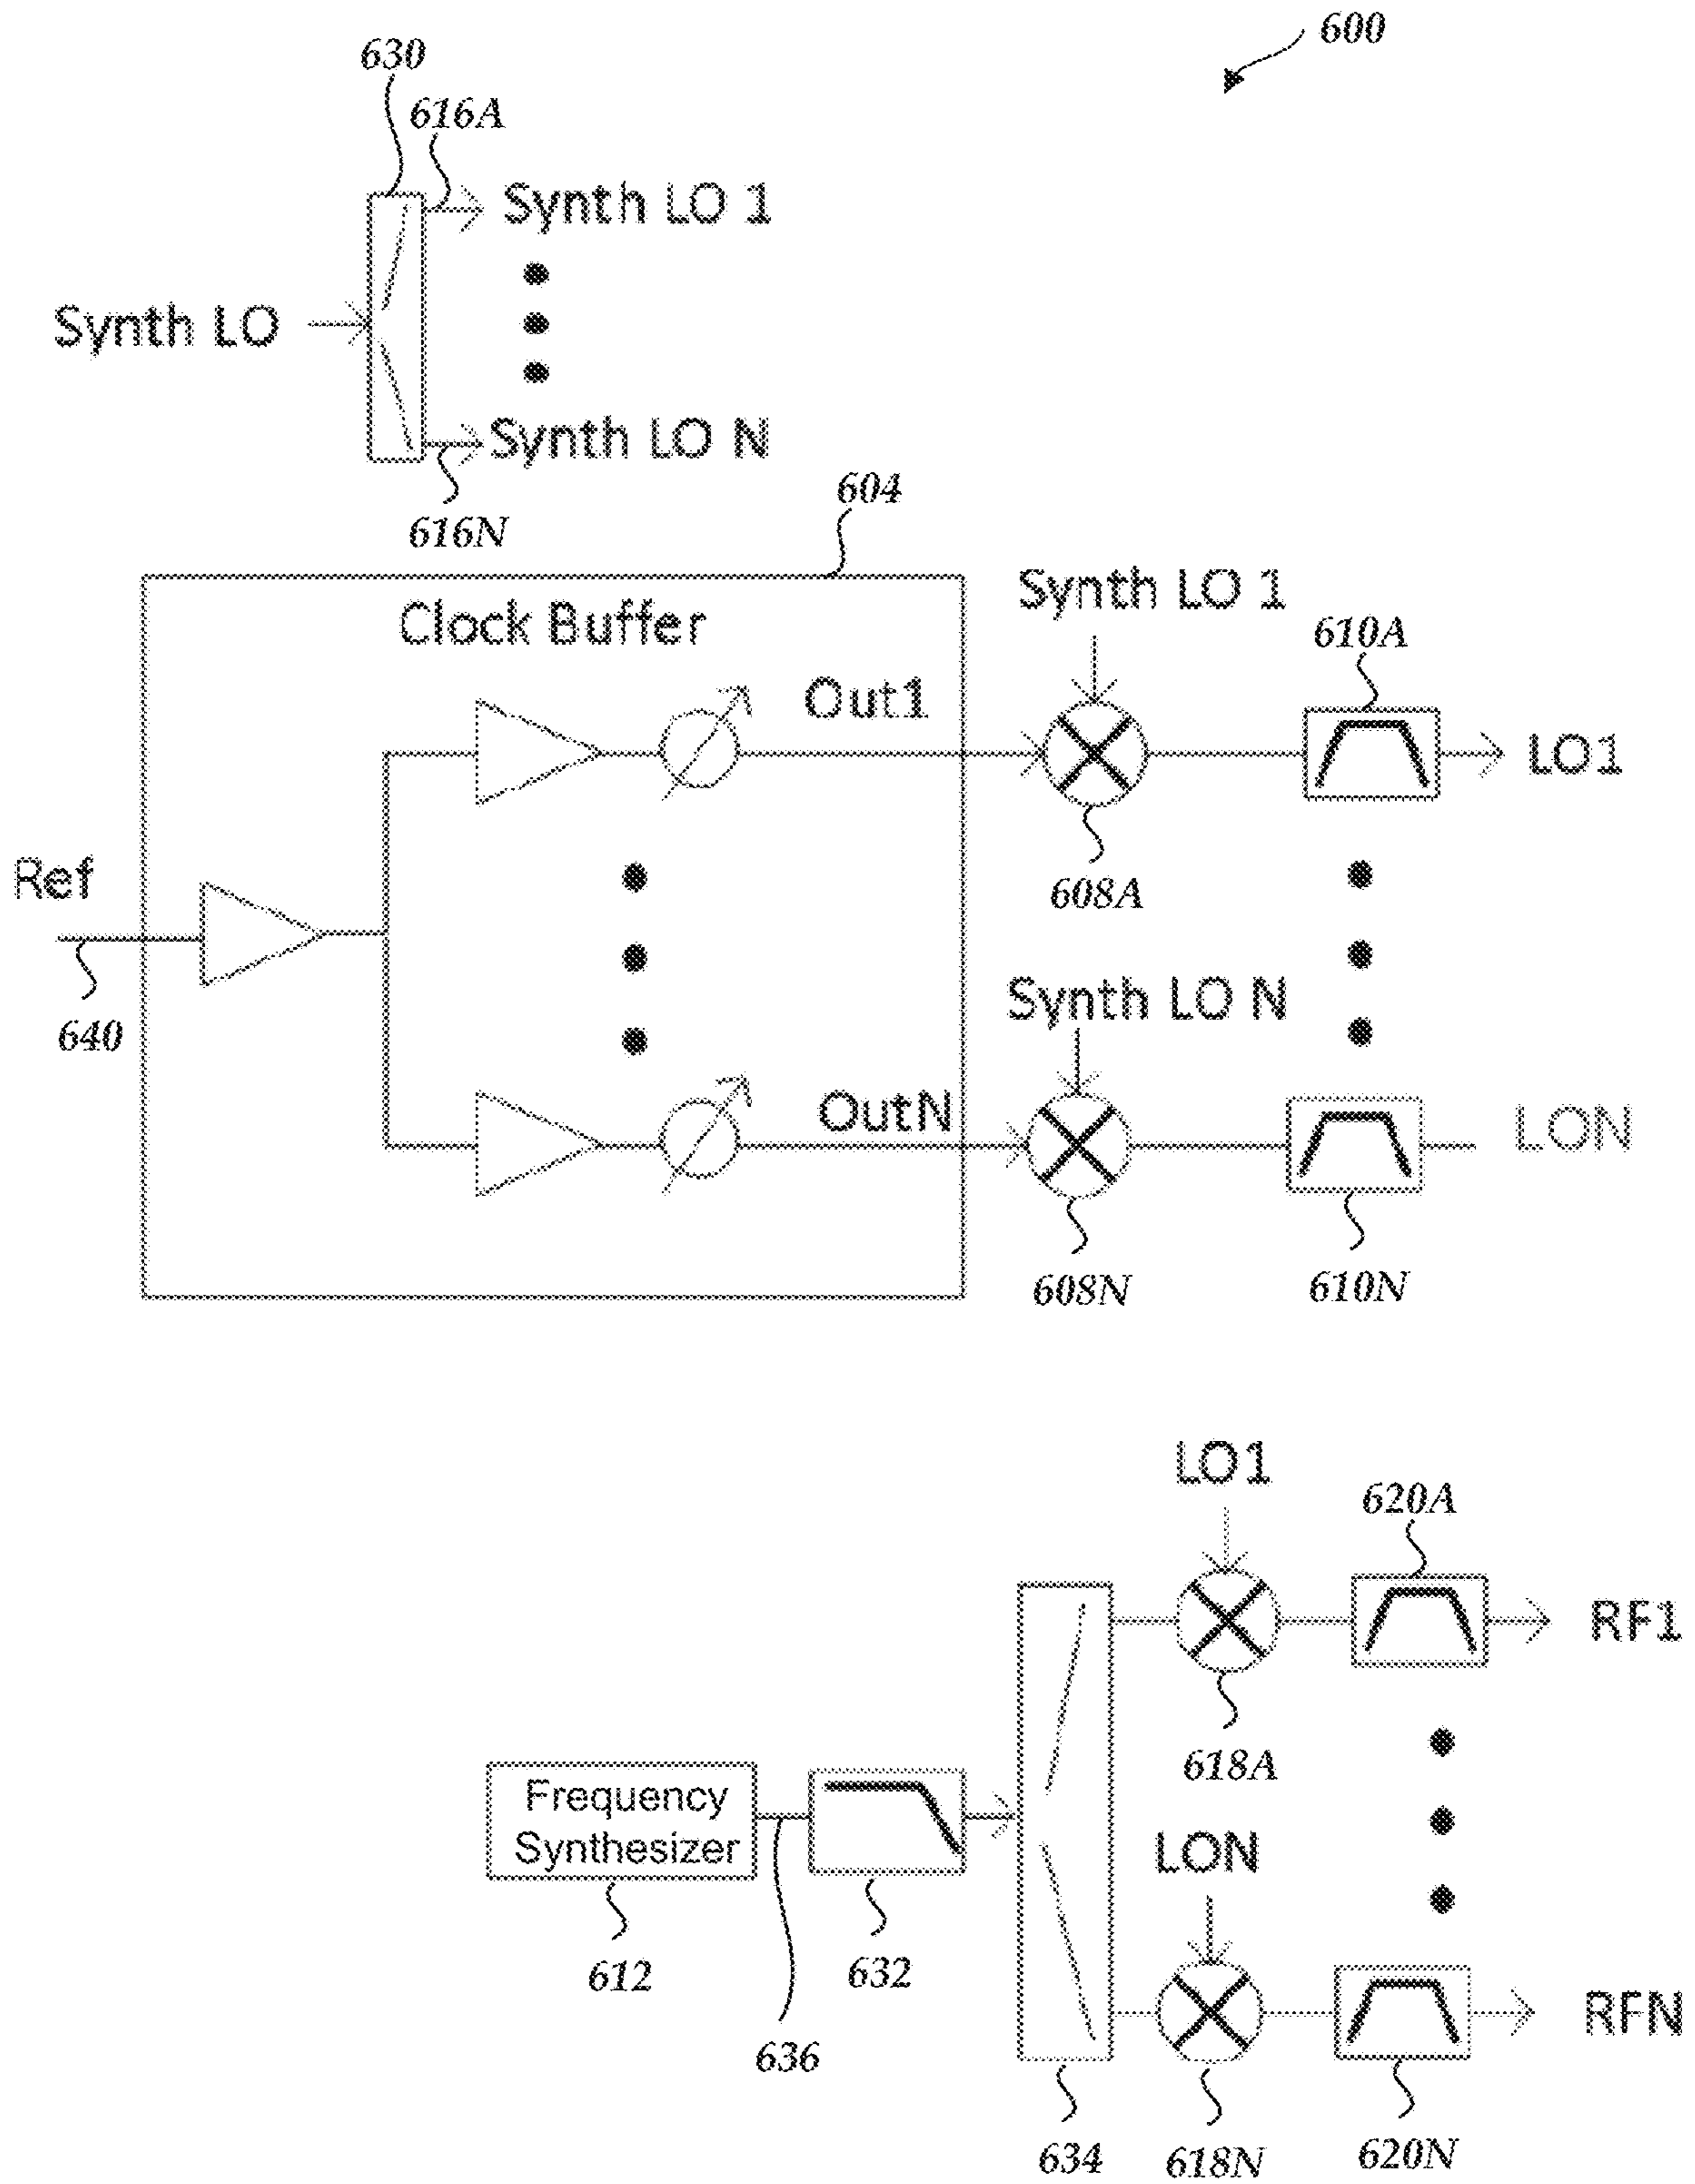 600
630
616A
Synth LO 1
Synth LO
Synth LO N
616N
604
Clock Buffer
Synth LO 1
610A
Out1
LO1
Ref
608A
640
Synth LO N
OutN
LON
608N
610N
LO1
620A
RF1
618A
Frequency
Synthesizer
LON
612
632
636
RFN
634
618N
620N